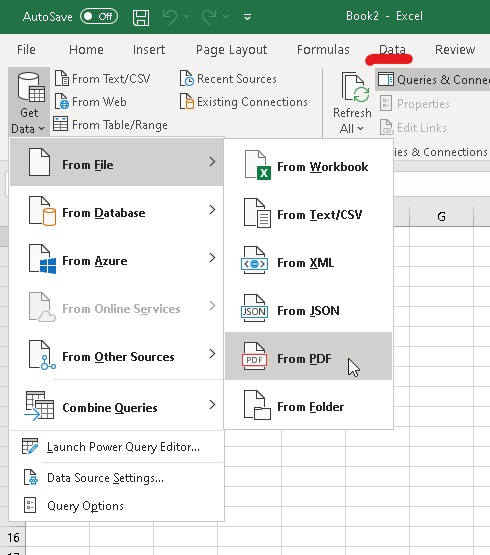 AutoSave Off Book2 - Excel
File Home Insert Page Layout Formulas Data Review
Get Data
From Text/CSV
From Web
From Table/Range
Recent Sources
Existing Connections
Refresh All
Queries & Conne
Properties
Edit Links
ies & Connections
From File
From Database
From Azure
From Online Services
From Other Sources
Combine Queries
Launch Power Query Editor...
Data Source Settings...
Query Options
From Workbook
From Text/CSV
From XML
JSON From JSON
PDF From PDF
From Folder
G
16